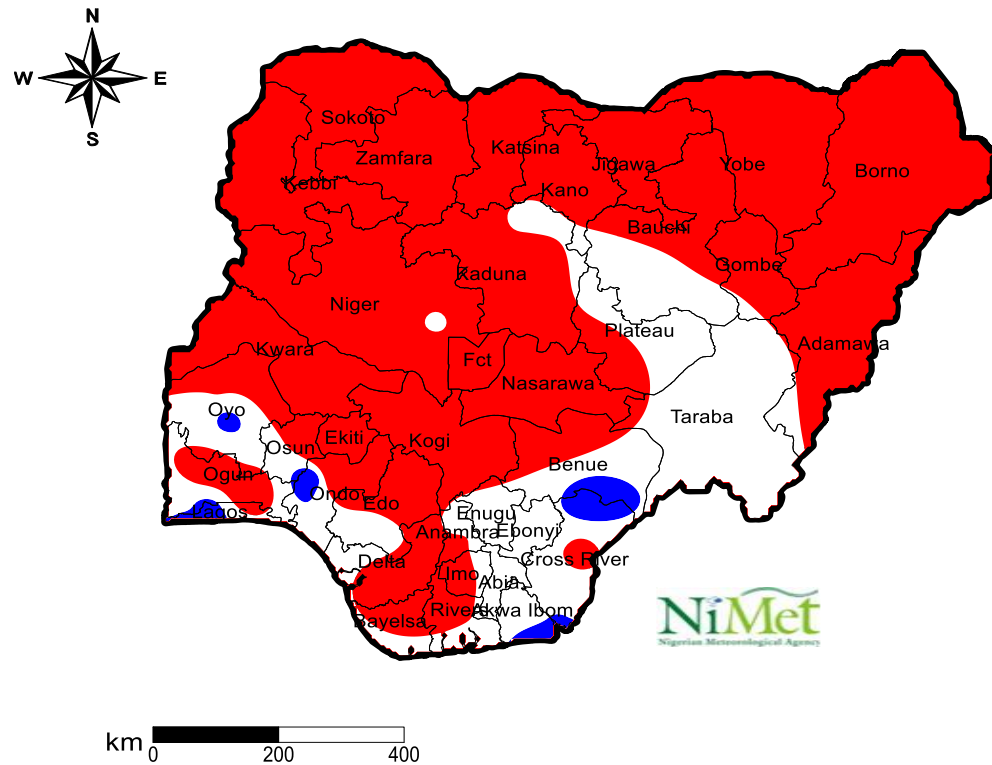 N
W E
S
Sokoto
Zamfara
Katsina
Jigawa
Yobe
Borno
Kebbi
Kano
Bauchi
Gombe
Kaduna
Niger
Plateau
Adamawa
Kwara
Fct
Nasarawa
Taraba
Oyo
Ekiti
Kogi
Osun
Benue
Ogun
Ondo
Edo
Lagos
Enugu
Anambra
Ebonyi
Delta
Cross River
Imo
Abia
Bayelsa
Rivers
Akwa Ibom
NiMet
Nigerian Meteorological Agency
km
0 200 400